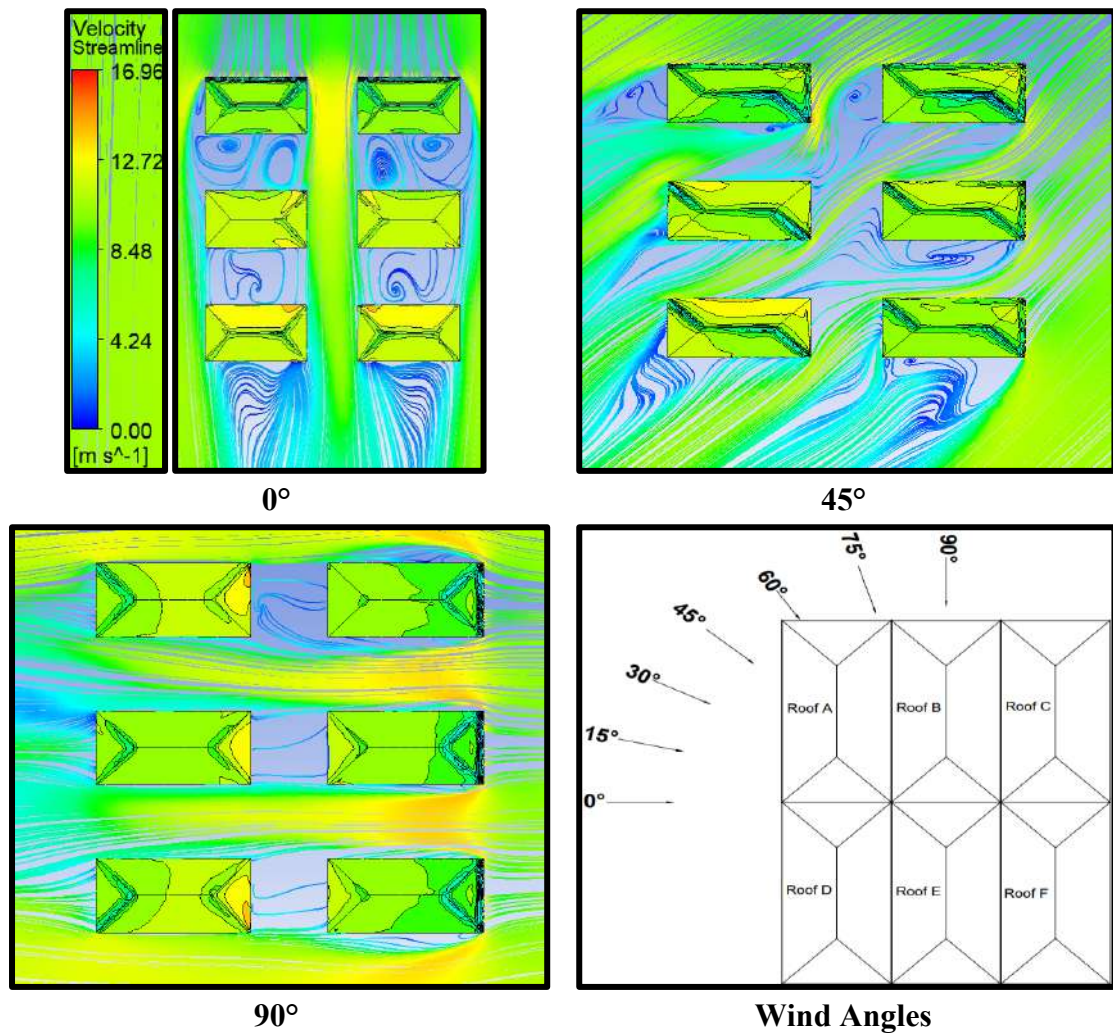 Velocity
Streamline
16.96
12.72
8.48
4.24
0.00
[m s^-1]
0°
45°
90°
75°
90°
60°
45°
30°
15°
0°
Roof A
Roof B
Roof C
Roof D
Roof E
Roof F
Wind Angles